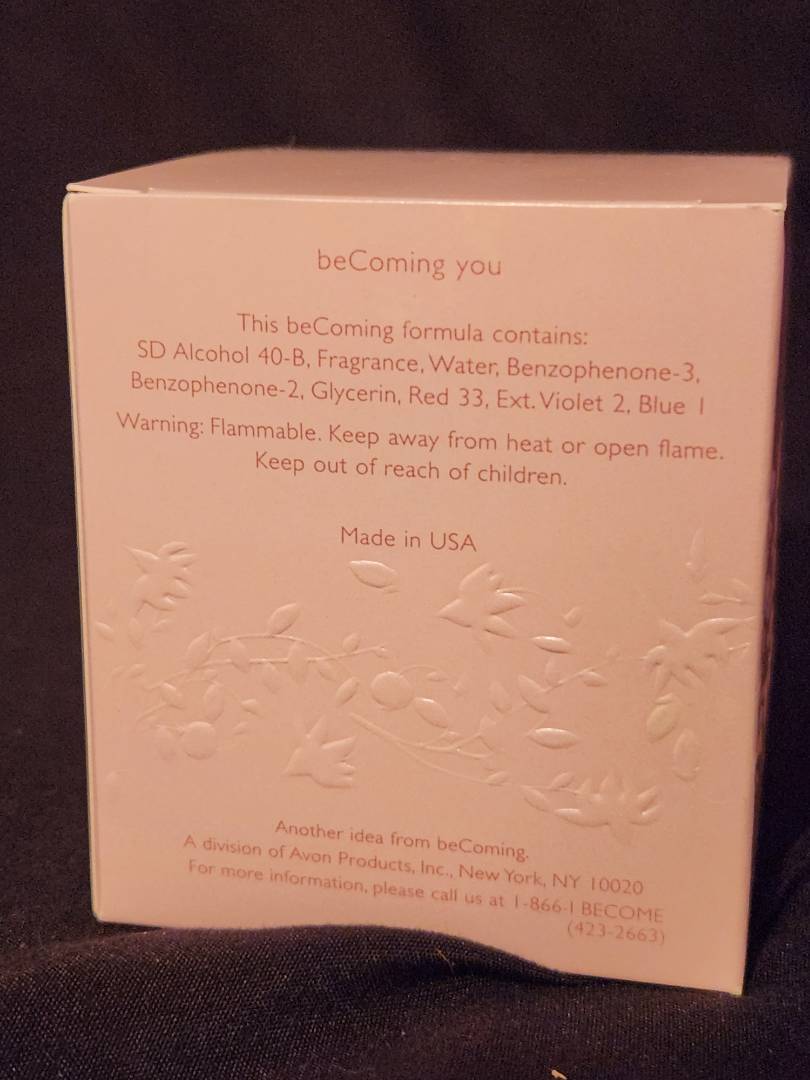 beComing you
This beComing formula contains:
SD Alcohol 40-B, Fragrance, Water, Benzophenone-3,
Benzophenone-2, Glycerin, Red 33, Ext. Violet 2, Blue 1
Warning: Flammable. Keep away from heat or open flame.
Keep out of reach of children.
Made in USA
Another idea from beComing.
A division of Avon Products, Inc., New York, NY 10020
For more information, please call us at 1-866-1 BECOME
(423-2663)